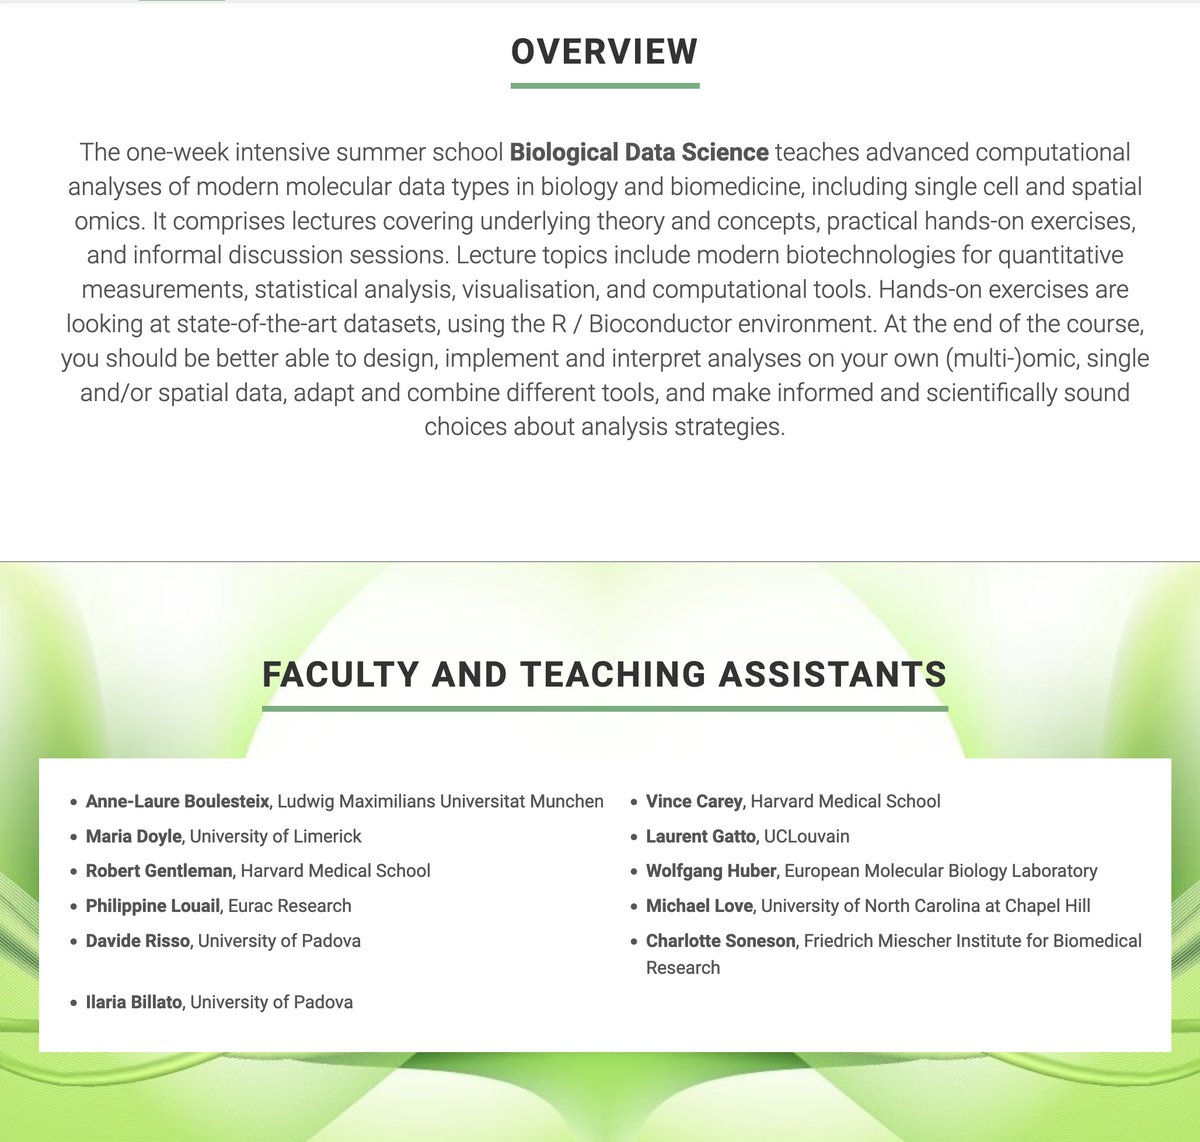 OVERVIEW
The one-week intensive summer school Biological Data Science teaches advanced computational
analyses of modern molecular data types in biology and biomedicine, including single cell and spatial
omics. It comprises lectures covering underlying theory and concepts, practical hands-on exercises,
and informal discussion sessions. Lecture topics include modern biotechnologies for quantitative
measurements, statistical analysis, visualisation, and computational tools. Hands-on exercises are
looking at state-of-the-art datasets, using the R / Bioconductor environment. At the end of the course,
you should be better able to design, implement and interpret analyses on your own (multi-)omic, single
and/or spatial data, adapt and combine different tools, and make informed and scientifically sound
choices about analysis strategies.
FACULTY AND TEACHING ASSISTANTS
• Anne-Laure Boulesteix, Ludwig Maximilians Universitat Munchen
• Vince Carey, Harvard Medical School
• Maria Doyle, University of Limerick
• Laurent Gatto, UCLouvain
• Robert Gentleman, Harvard Medical School
• Wolfgang Huber, European Molecular Biology Laboratory
• Philippine Louail, Eurac Research
• Michael Love, University of North Carolina at Chapel Hill
• Davide Risso, University of Padova
• Charlotte Soneson, Friedrich Miescher Institute for Biomedical
Research
• Ilaria Billato, University of Padova